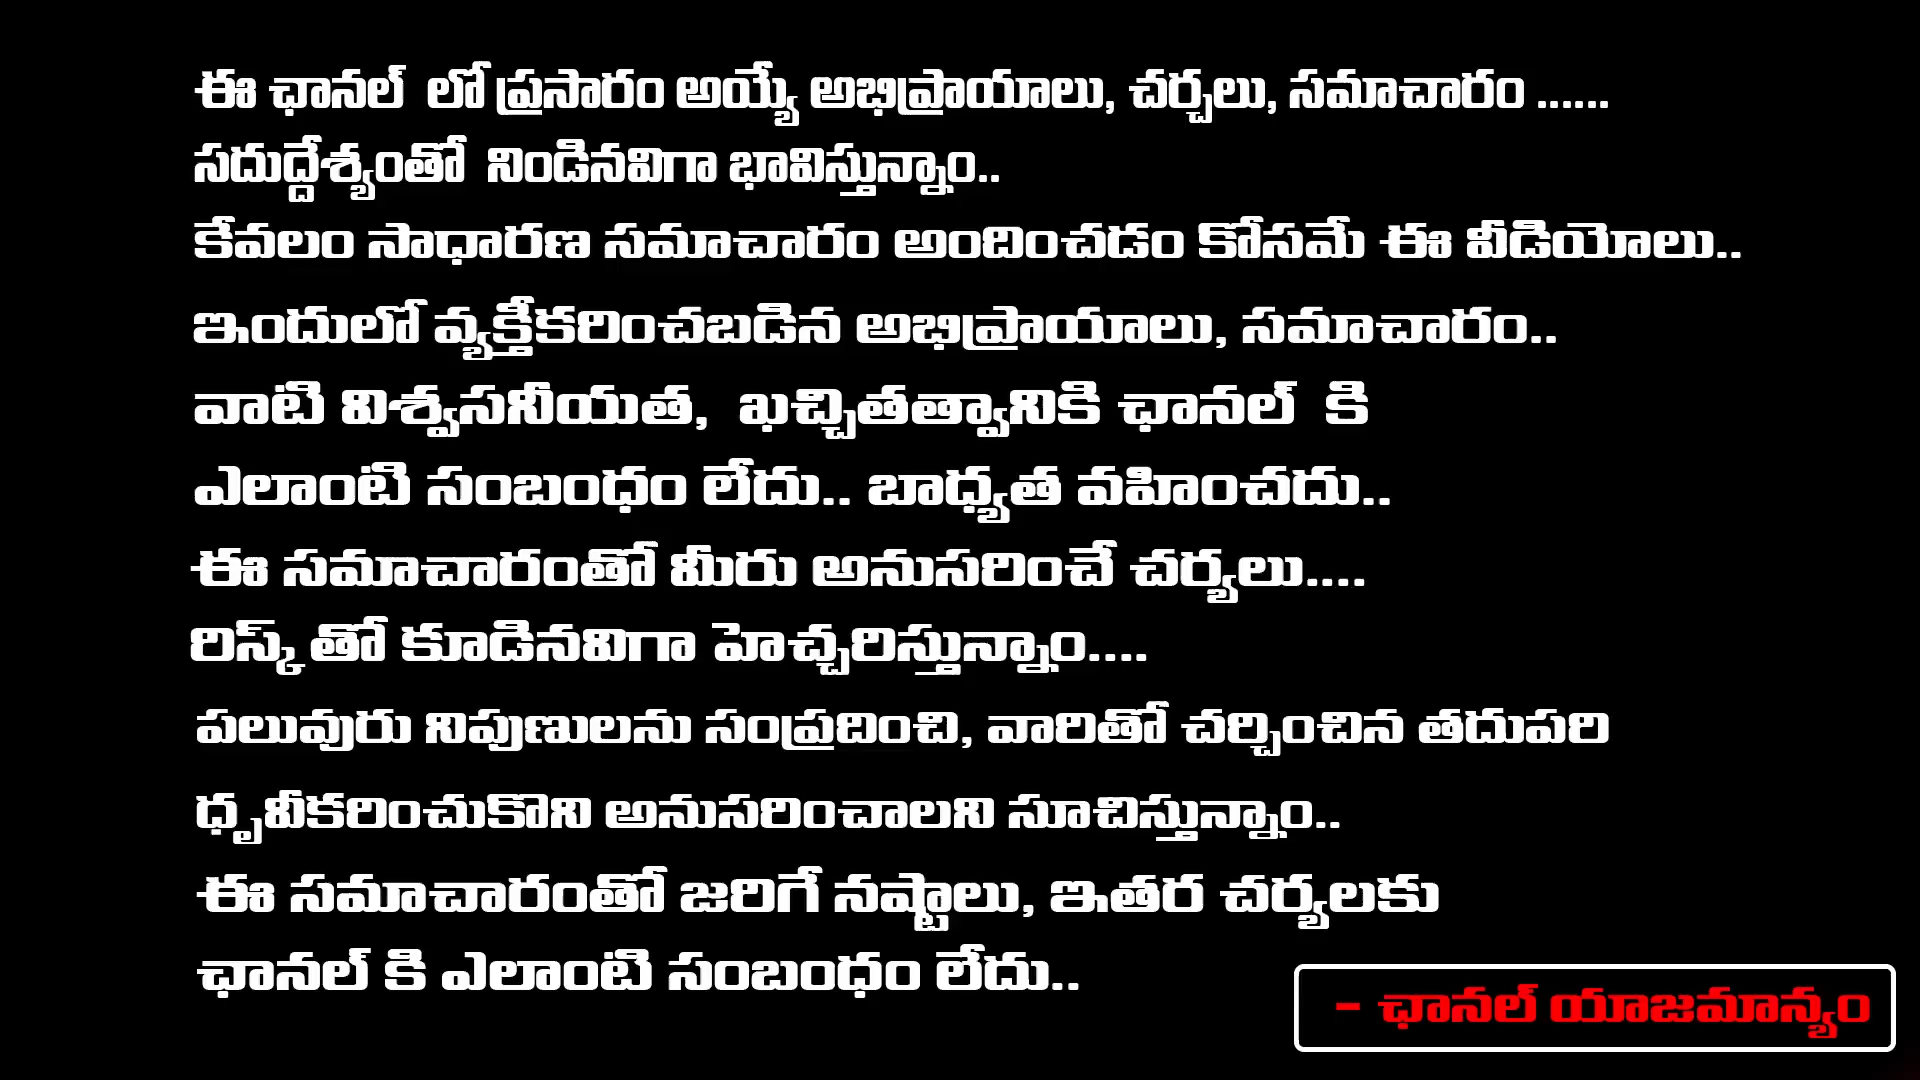 ఈ ఛానల్ లో ప్రసారం అయ్యే అభిప్రాయాలు, చర్చలు, సమాచారం ......
సదుద్దేశ్యంతో నిండినవిగా భావిస్తున్నాం..
కేవలం సాధారణ సమాచారం అందించడం కోసమే ఈ వీడియోలు..
ఇందులో వ్యక్తీకరించబడిన అభిప్రాయాలు, సమాచారం..
వాటి విశ్వసనీయత, ఖచ్చితత్వానికి ఛానల్ కి
ఎలాంటి సంబంధం లేదు.. బాధ్యత వహించదు..
ఈ సమాచారంతో మీరు అనుసరించే చర్యలు....
రిస్క్ తో కూడినవిగా హెచ్చరిస్తున్నాం....
పలువురు నిపుణులను సంప్రదించి, వారితో చర్చించిన తదుపరి
ధృవీకరించుకొని అనుసరించాలని సూచిస్తున్నాం..
ఈ సమాచారంతో జరిగే నష్టాలు, ఇతర చర్యలకు
ఛానల్ కి ఎలాంటి సంబంధం లేదు..
- ఛానల్ యాజమాన్యం